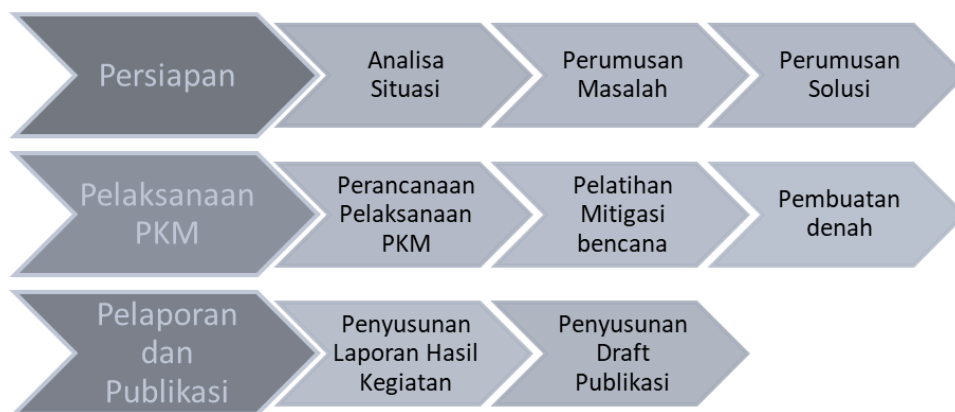 Persiapan
Analisa
Situasi
Perumusan
Masalah
Perumusan
Solusi
Pelaksanaan
PKM
Perancanaan
Pelaksanaan
PKM
Pelatihan
Mitigasi
bencana
Pembuatan
denah
Pelaporan
dan
Publikasi
Penyusunan
Laporan Hasil
Kegiatan
Penyusunan
Draft
Publikasi